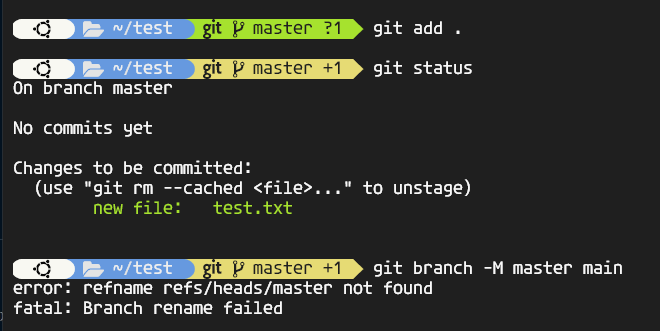 ~/test git master ?1 git add .
~/test git master +1 git status
On branch master
No commits yet
Changes to be committed:
(use "git rm --cached <file>..." to unstage)
new file: test.txt
~/test git master +1 git branch -M master main
error: refname refs/heads/master not found
fatal: Branch rename failed